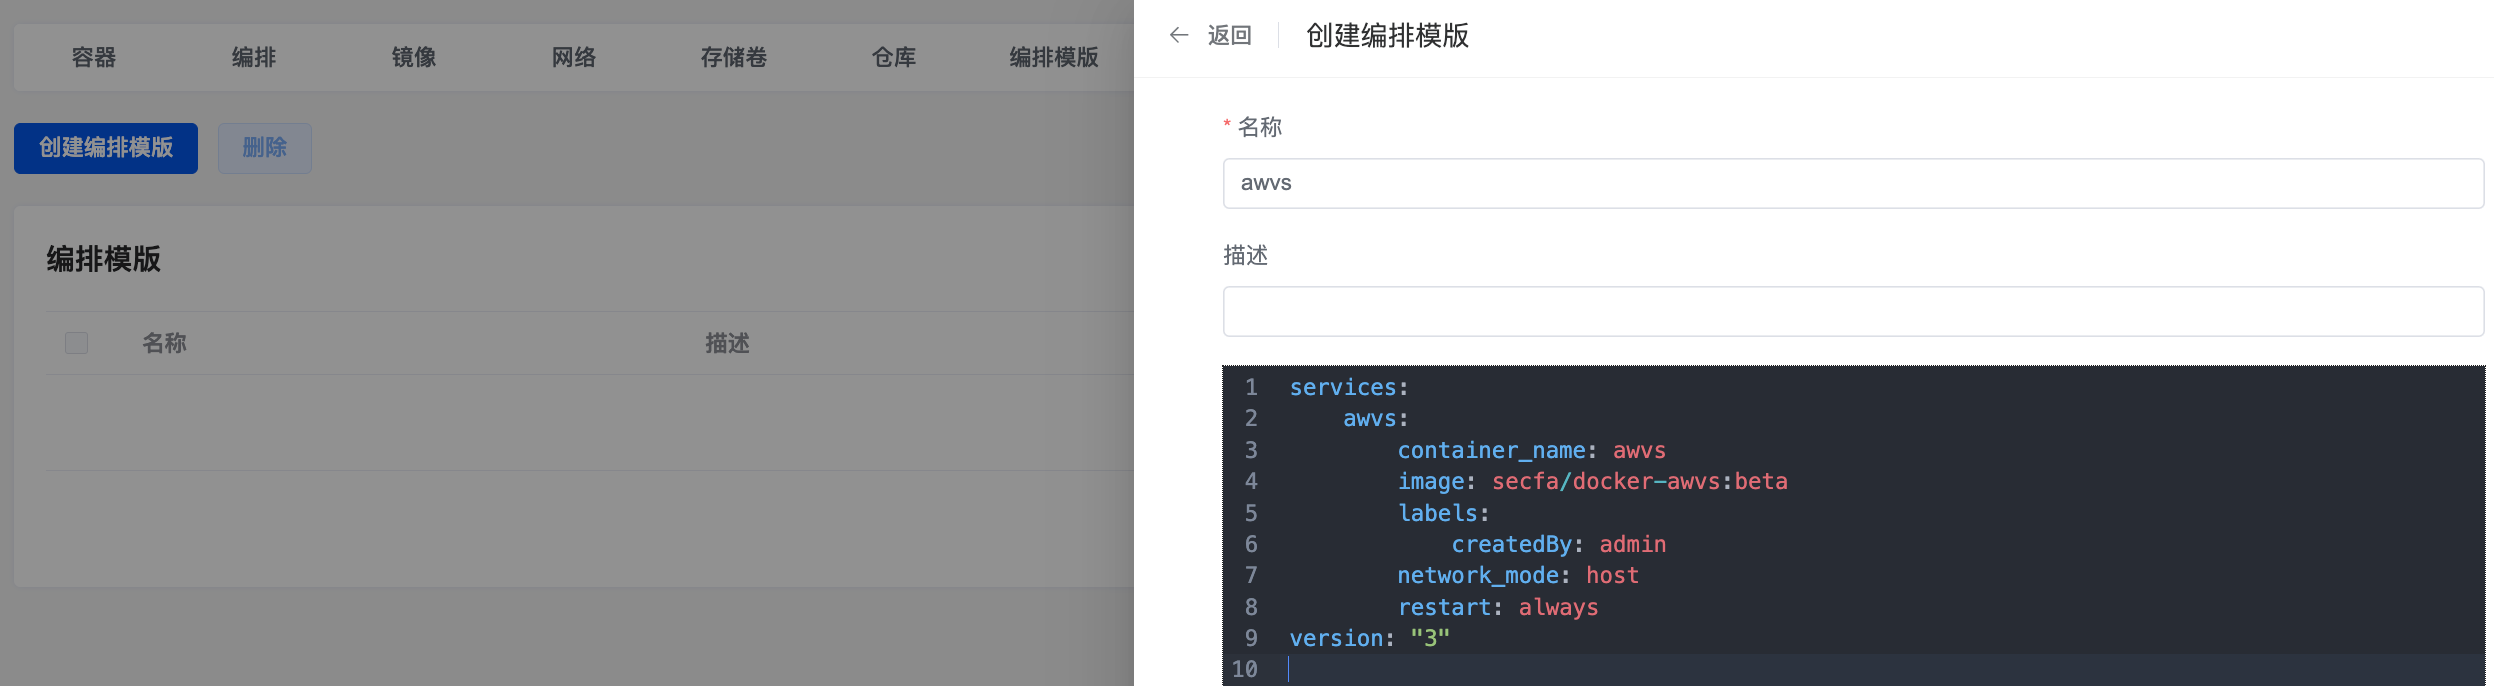 容器
编排
镜像
网络
存储卷
仓库
编排模版
创建编排模版
删除
编排模版
名称
描述
返回
创建编排模版
* 名称
awvs
描述
1 services:
2     awvs:
3         container_name: awvs
4         image: secfa/docker-awvs:beta
5         labels:
6             createdBy: admin
7         network_mode: host
8         restart: always
9 version: "3"
10